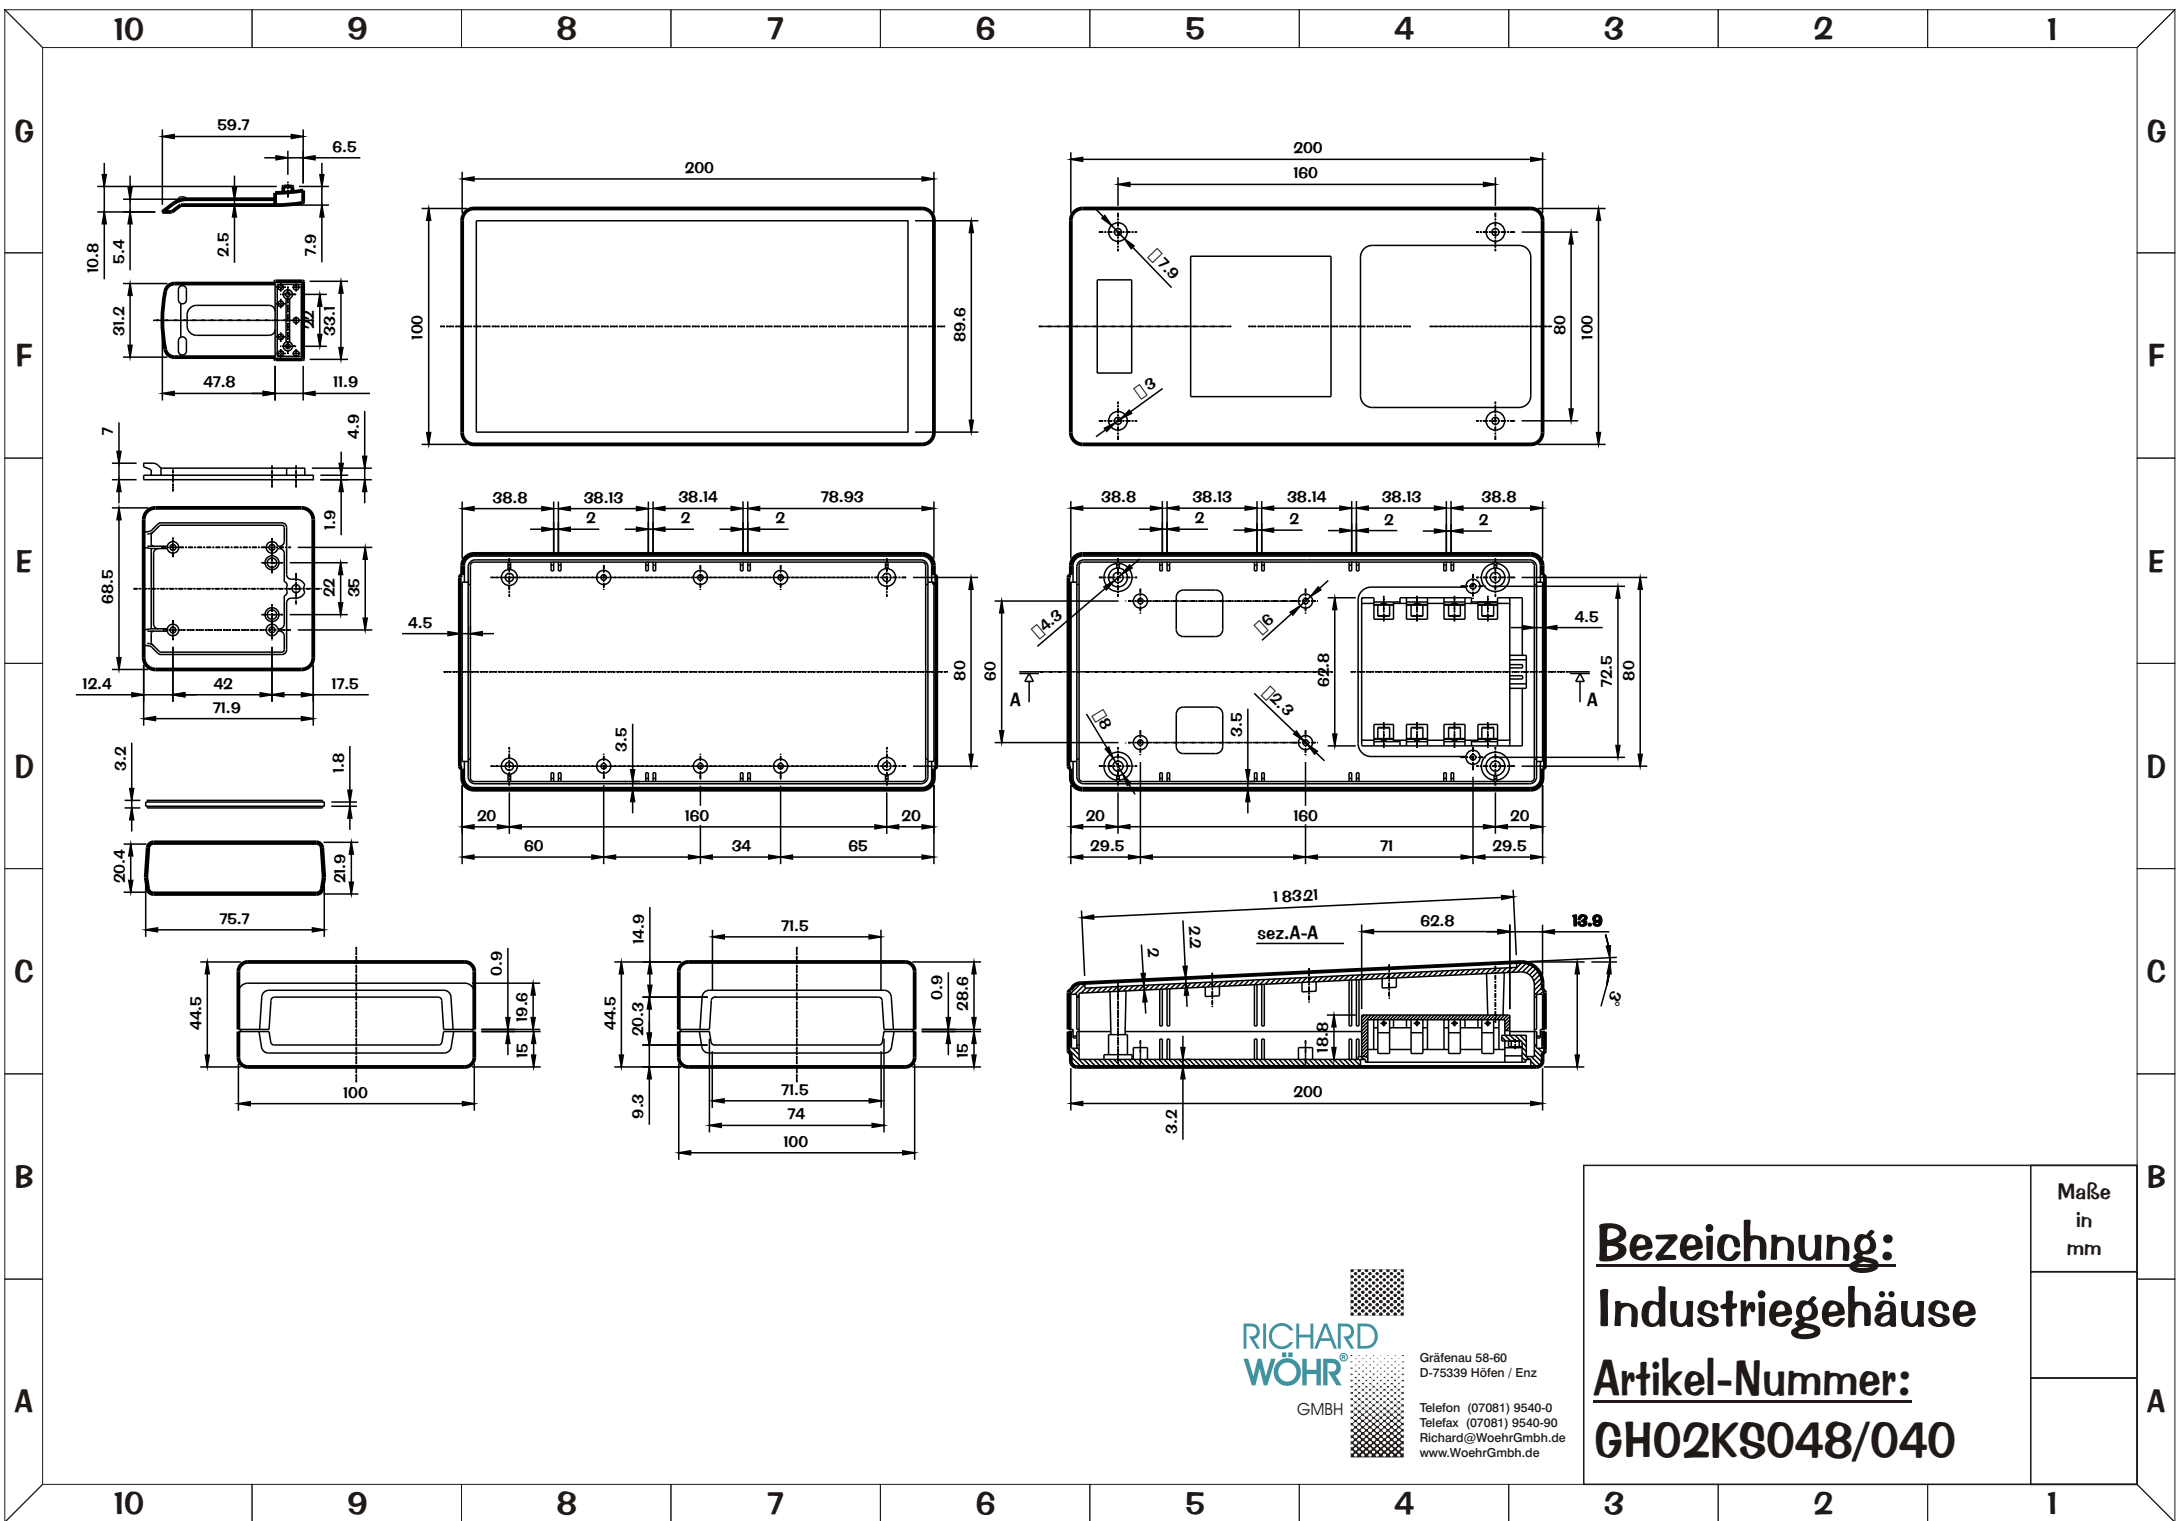 10 9 8 7 6 5 4 3 2 1
G G
59.7
6.5
10.8
5.4
2.5
7.9
200
200
160
100
89.6
□7.9
□3
80
100
F F
31.2
22
33.1
47.8
11.9
7
4.9
1.9
E E
68.5
22
35
12.4
42
17.5
71.9
38.8 38.13 38.14 78.93
2 2 2
4.5
80
3.5
20 160 20
60 34 65
38.8 38.13 38.14 38.13 38.8
2 2 2 2
□4.3
□6
4.5
60
62.8
72.5
80
A A
□8
□2.3
3.5
20 160 20
29.5 71 29.5
D D
3.2
1.8
20.4
21.9
75.7
C C
44.5
0.9
19.6
15
100
14.9
71.5
44.5
20.3
0.9
28.6
15
9.3
71.5
74
100
183.21
sez.A-A
62.8
13.9
2
2.2
3°
18.8
3.2
200
B B
Maße
in
mm
Bezeichnung:
Industriegehäuse
Artikel-Nummer:
GH02KS048/040
RICHARD
WÖHR®
GMBH
Gräfenau 58-60
D-75339 Höfen / Enz
Telefon (07081) 9540-0
Telefax (07081) 9540-90
Richard@WoehrGmbh.de
www.WoehrGmbh.de
A A
10 9 8 7 6 5 4 3 2 1